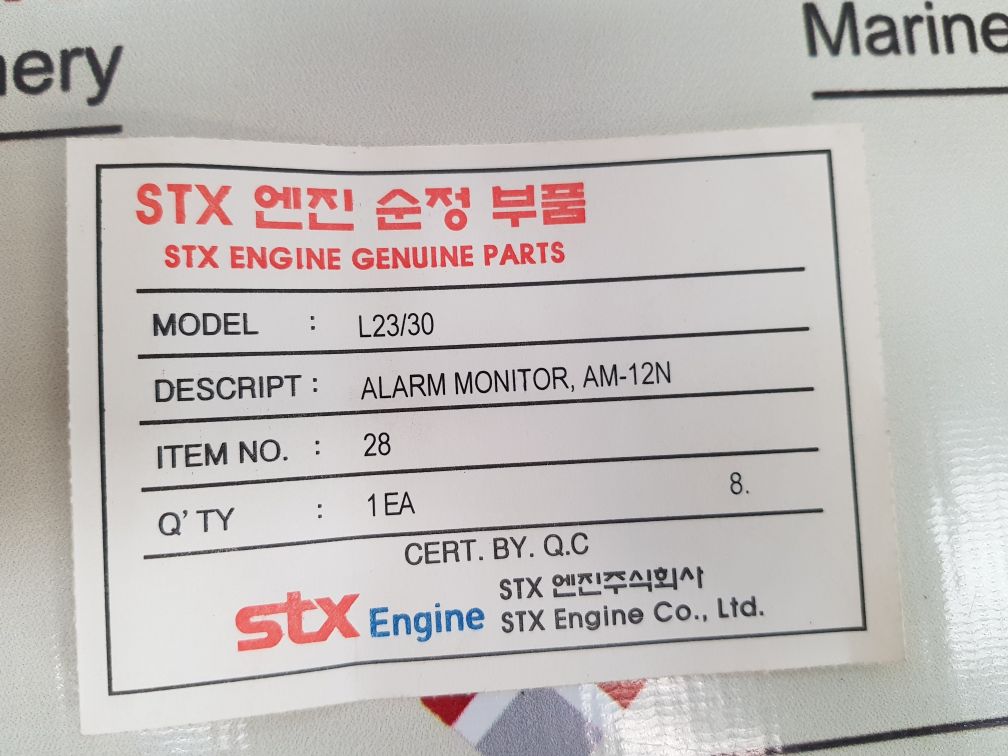 Marine
STX 엔진 순정 부품
STX ENGINE GENUINE PARTS
MODEL : L23/30
DESCRIPT : ALARM MONITOR, AM-12N
ITEM NO. : 28
Q'TY : 1 EA 8.
CERT. BY. Q.C
stx Engine STX 엔진주식회사
STX Engine Co., Ltd.